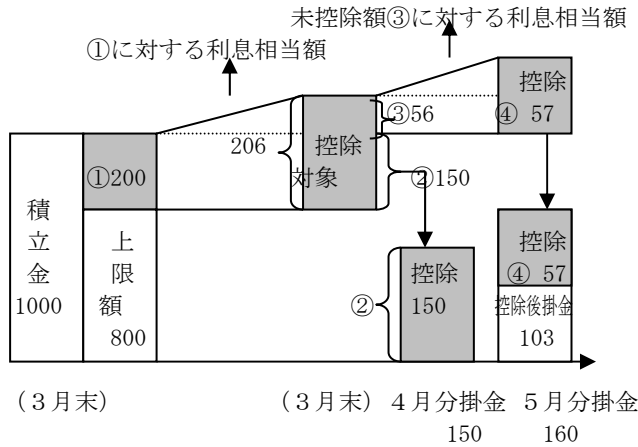 未控除額③に対する利息相当額
①に対する利息相当額
控除
④ 57
③56
206
控除
対象
①200
②150
積
立
金
1000
上
限
額
800
控除
150
②
控除
④ 57
控除後掛金
103
(3月末)
(3月末)
4月分掛金
150
5月分掛金
160